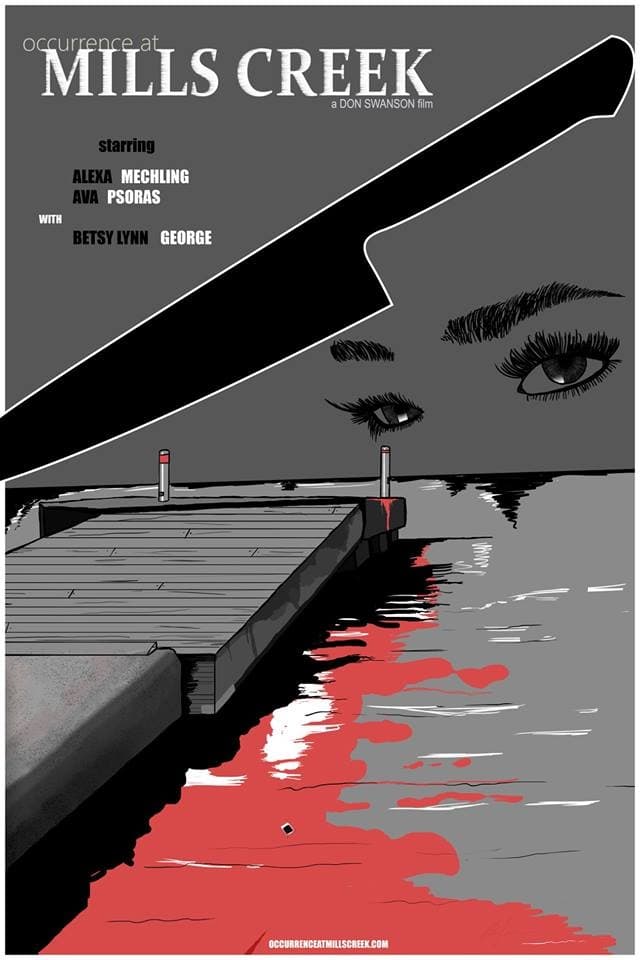 occurrence at
MILLS CREEK
a DON SWANSON film
starring
ALEXA MECHLING
AVA PSORAS
WITH
BETSY LYNN GEORGE
OCCURRENCEATMILLSCREEK.COM